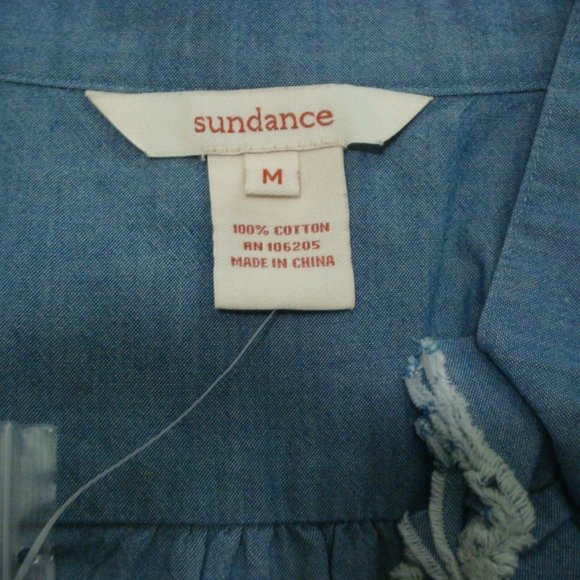 sundance
M
100% COTTON
RN 106205
MADE IN CHINA